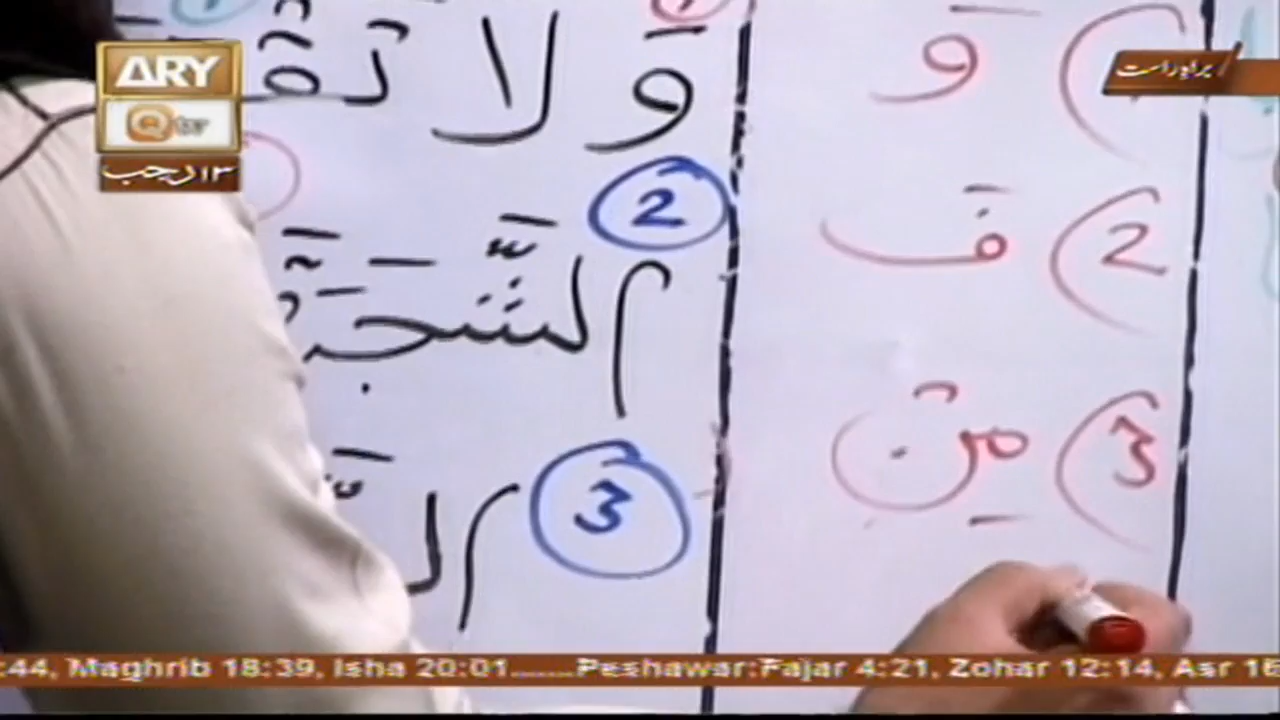 ARY
Qtv
۱۳ رجب
براہ راست
وَ
2 فَ
3 مِنْ
وَ لَا
2
الشَّجَرَ
3
:44, Maghrib 18:39, Isha 20:01.......Peshawar:Fajar 4:21, Zohar 12:14, Asr 16